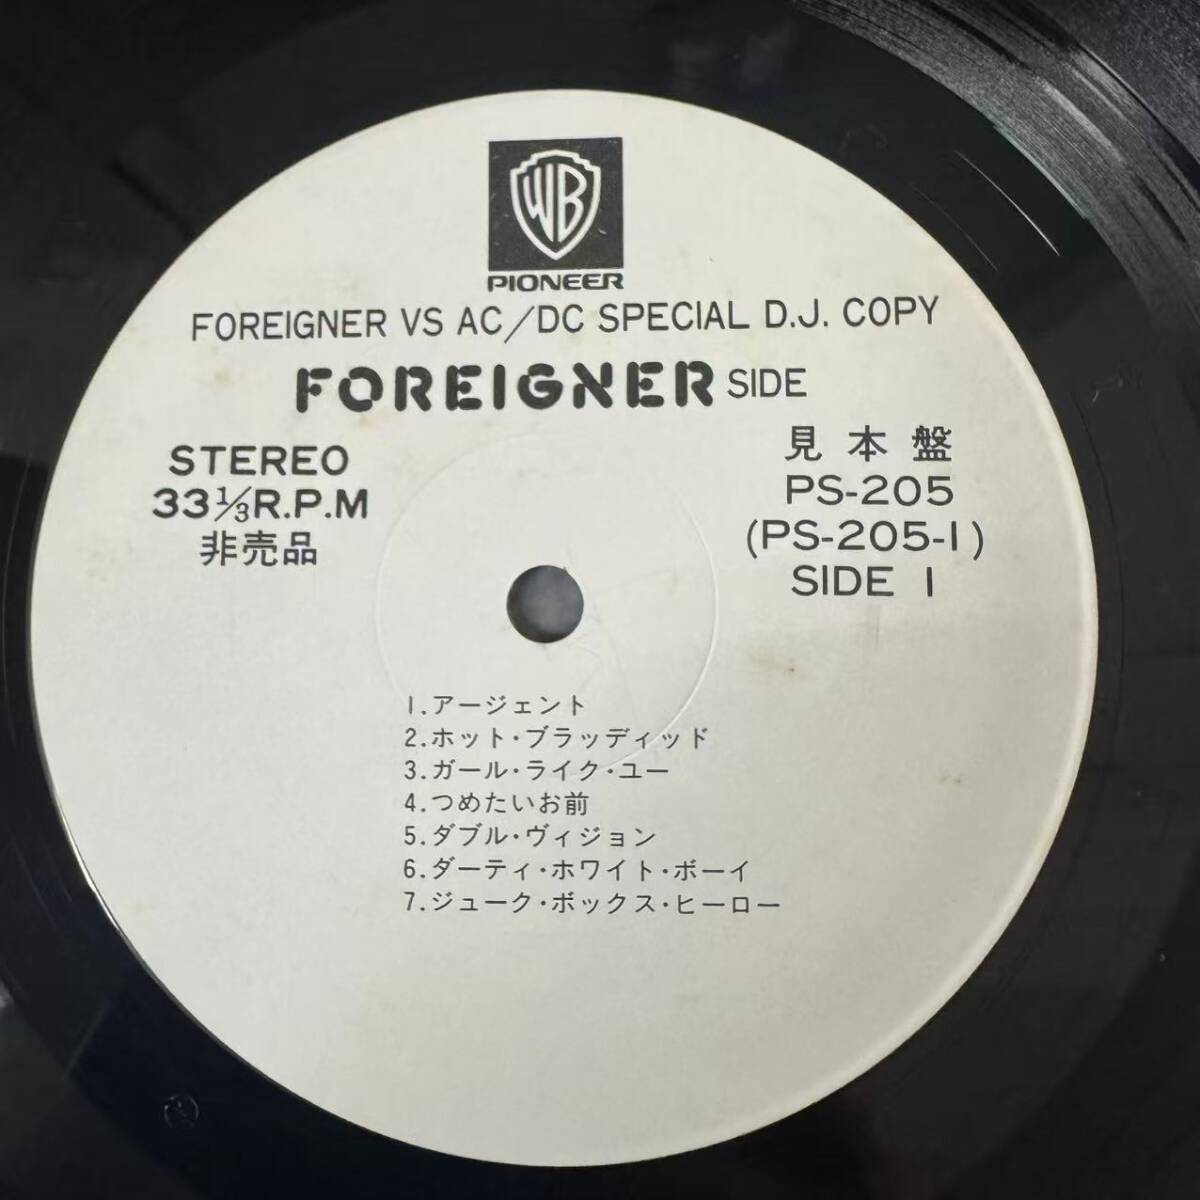 WB
PIONEER
FOREIGNER VS AC/DC SPECIAL D.J. COPY
FOREIGNER SIDE
STEREO
33 1/3 R.P.M
非売品
見本盤
PS-205
(PS-205-1)
SIDE 1
1.アージェント
2.ホット・ブラッディッド
3.ガール・ライク・ユー
4.つめたいお前
5.ダブル・ヴィジョン
6.ダーティ・ホワイト・ボーイ
7.ジューク・ボックス・ヒーロー